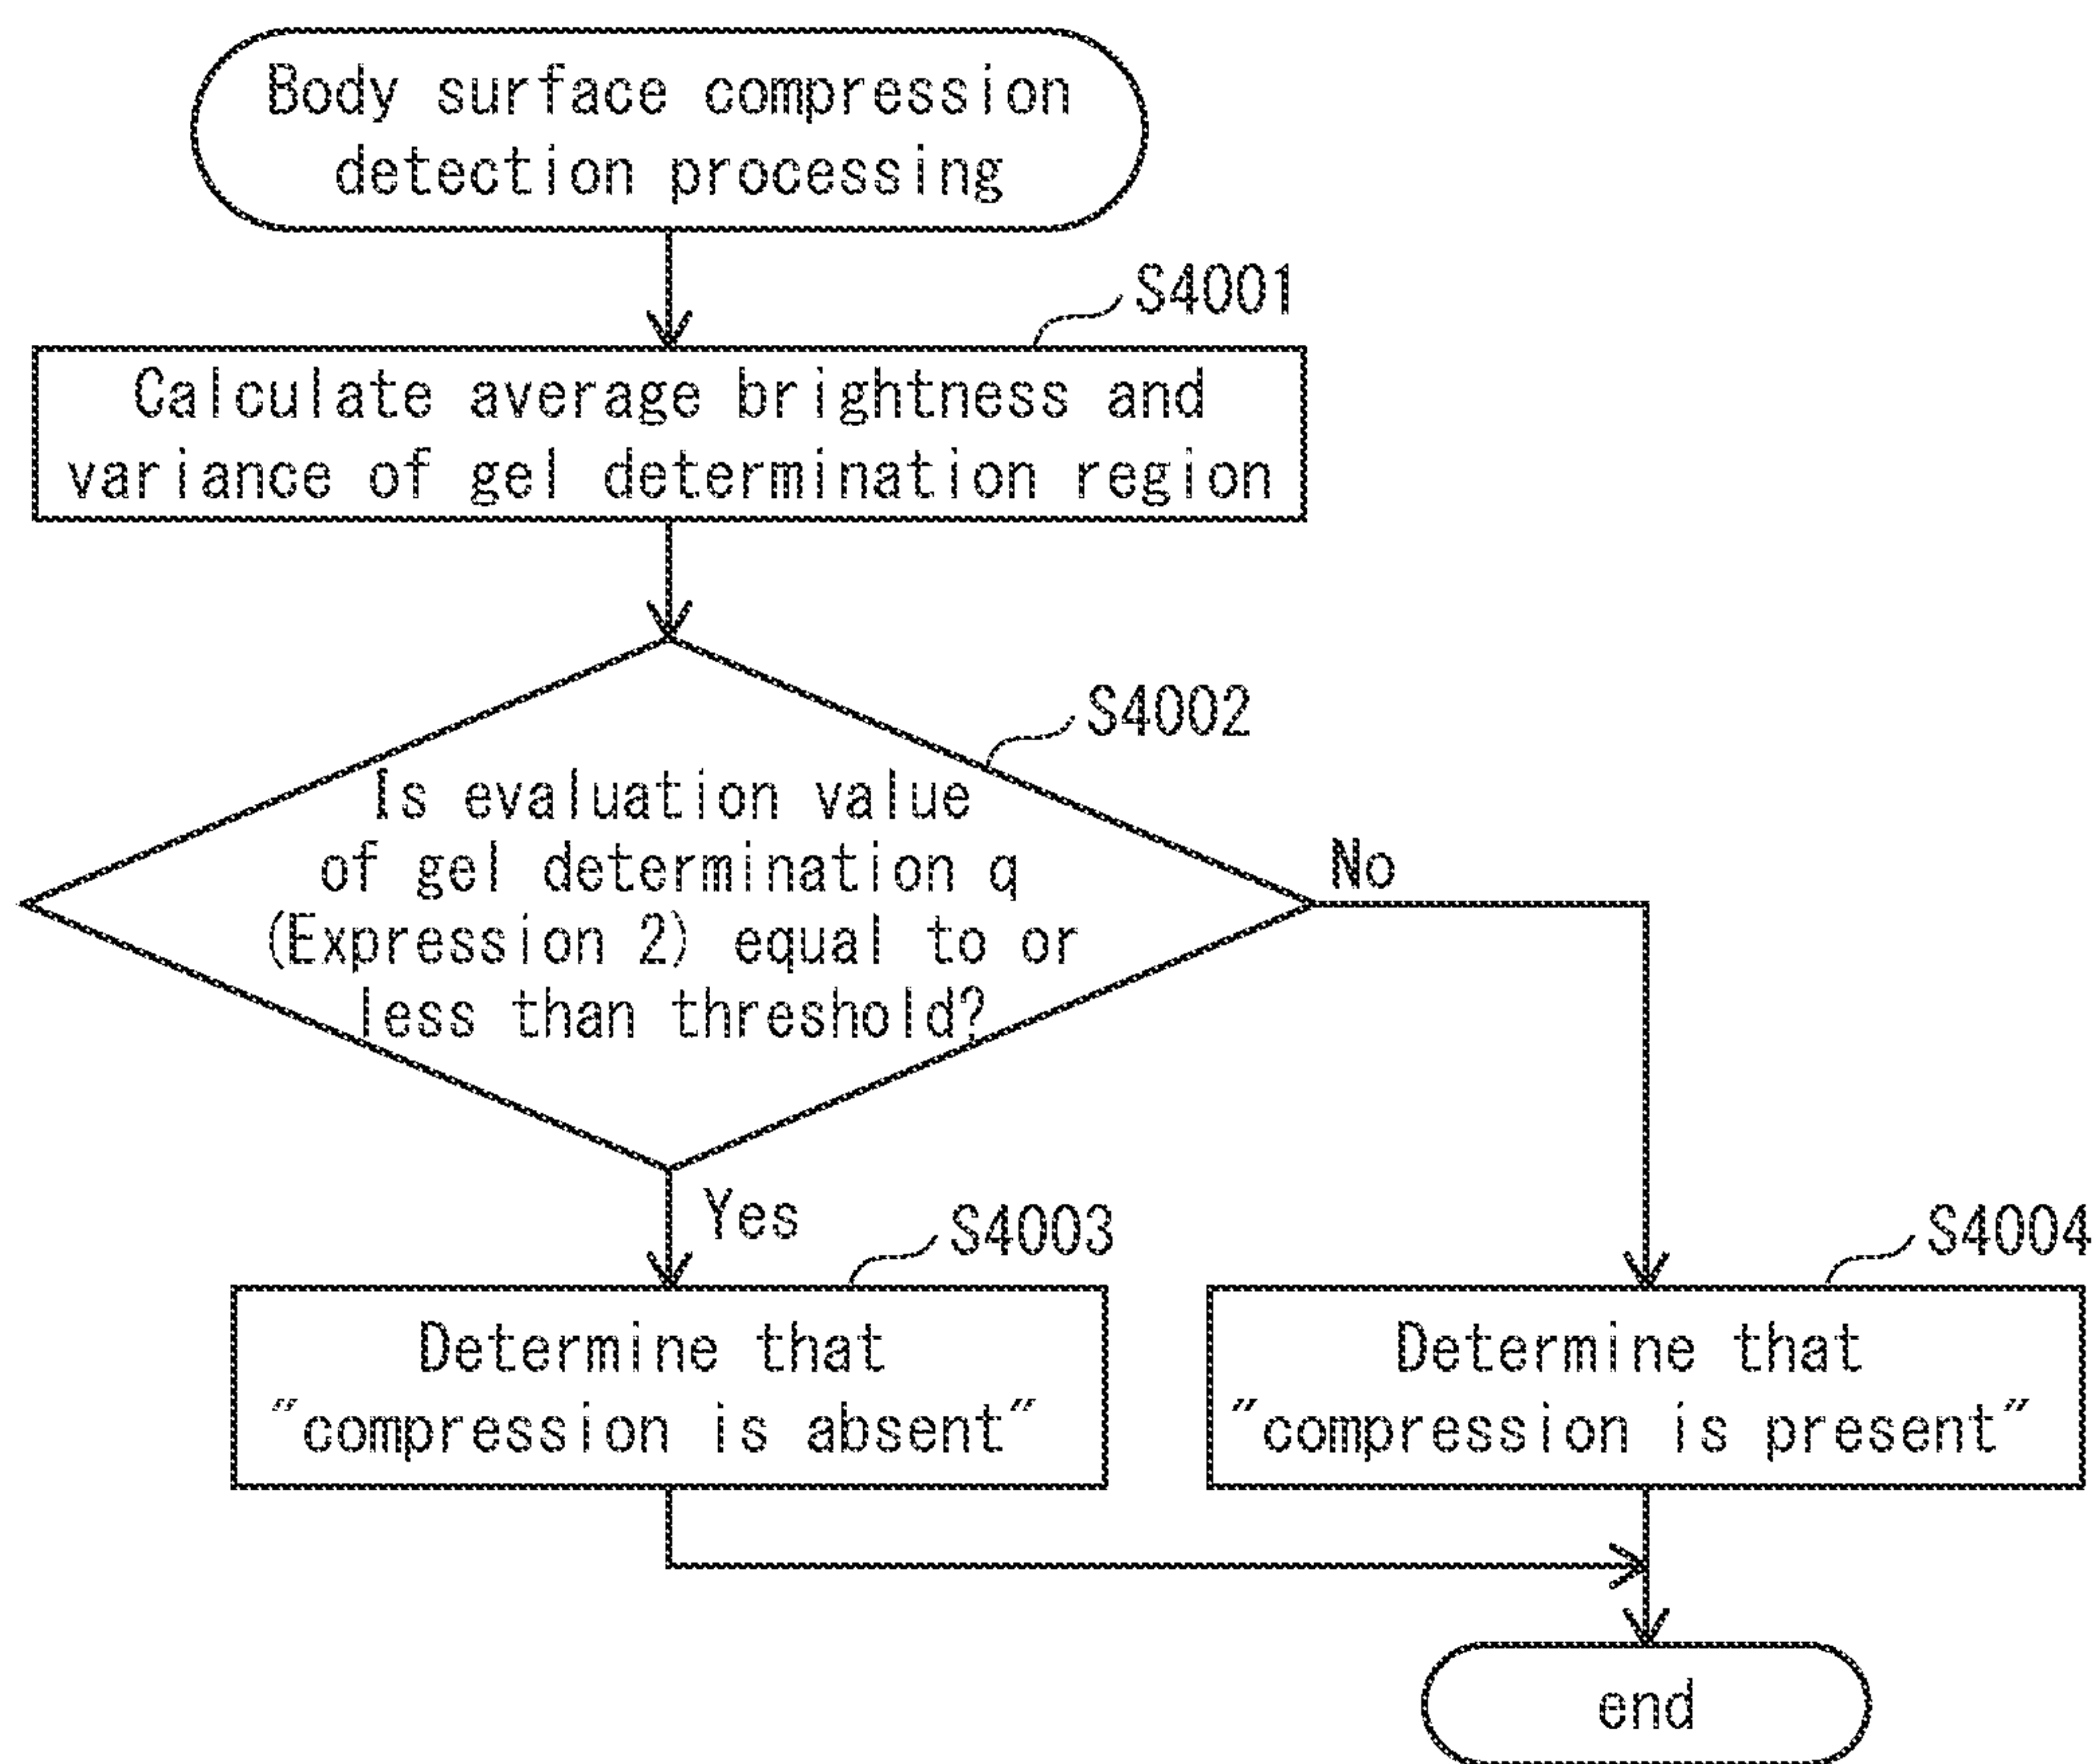 Body surface compression
detection processing
S4001
Calculate average brightness and
variance of gel determination region
S4002
Is evaluation value
of gel determination q
(Expression 2) equal to or
less than threshold?
No
Yes
S4003
Determine that
"compression is absent"
S4004
Determine that
"compression is present"
end